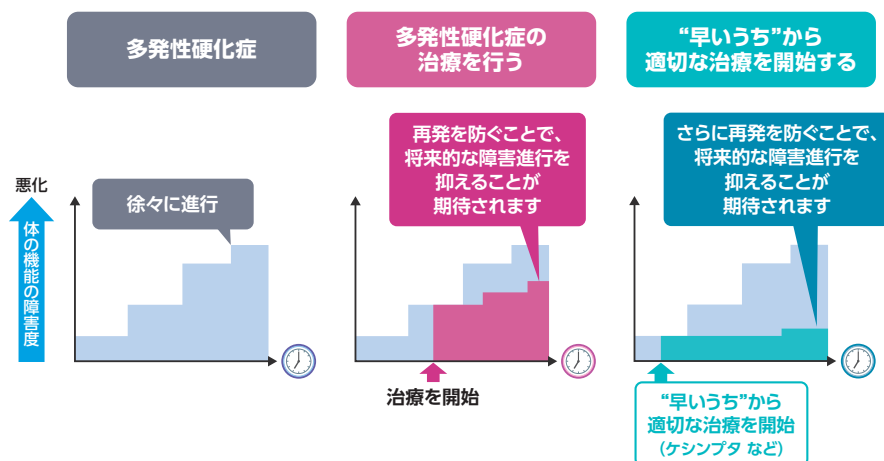 多発性硬化症
多発性硬化症の
治療を行う
“早いうち”から
適切な治療を開始する
悪化
体の機能の障害度
徐々に進行
再発を防ぐことで、
将来的な障害進行を
抑えることが
期待されます
治療を開始
さらに再発を防ぐことで、
将来的な障害進行を
抑えることが
期待されます
“早いうち”から
適切な治療を開始
(ケシンプタ など)